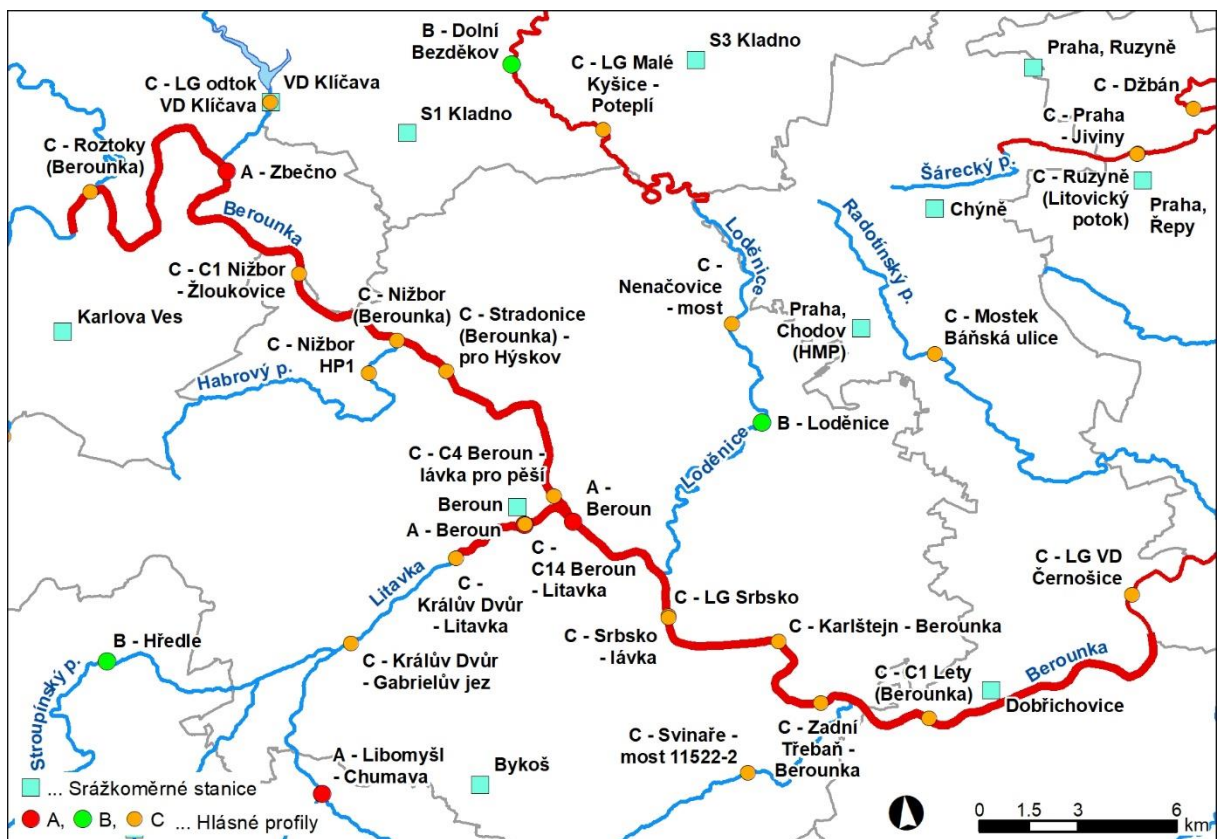 B - Dolní
Bezděkov
S3 Kladno
Praha, Ruzyně
C - LG odtok
VD Klíčava
VD Klíčava
C - LG Malé
Kyšice -
Poteplí
C - Džbán
S1 Kladno
C - Praha
- Jiviny
C - Roztoky
(Berounka)
A - Zbečno
Šárecký p.
C - Ruzyně
(Litovický
potok)
Praha,
Řepy
Chýně
Berounka
Loděnice
Radotínský p.
C - C1 Nižbor
- Žloukovice
C -
Nenačovice
- most
C - Nižbor
(Berounka)
Karlova Ves
C - Stradonice
(Berounka) -
pro Hýskov
Praha,
Chodov
(HMP)
C - Mostek
Báňská ulice
C - Nižbor
HP1
Habrový p.
B - Loděnice
Loděnice
C - C4 Beroun -
lávka pro pěší
Beroun
A -
Beroun
A - Beroun
C -
C14 Beroun
- Litavka
Litavka
C -
Králův Dvůr
- Litavka
C - LG VD
Černošice
C - LG Srbsko
C - Srbsko
- lávka
C - Karlštejn - Berounka
B - Hředle
Stroupínský p.
C - Králův Dvůr
- Gabrielův jez
C - C1 Lety
(Berounka)
Berounka
Dobřichovice
C - Zadní
Třebaň -
Berounka
C - Svinaře -
most 11522-2
A - Libomyšl
- Chumava
Bykoš
... Srážkoměrné stanice
A, B, C ... Hlásné profily
0 1.5 3 6
km